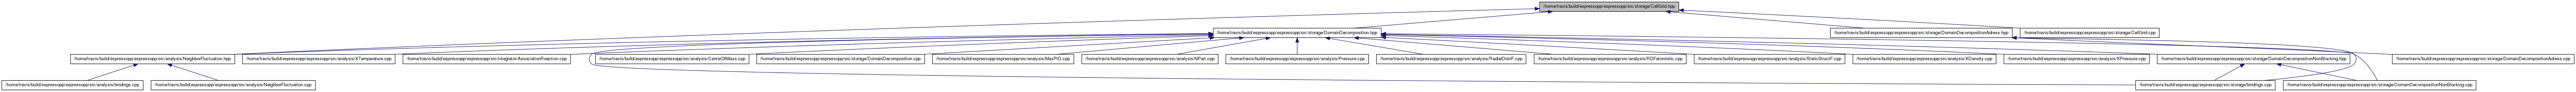 /home/travis/build/espressopp/espressopp/src/storage/CellGrid.hpp
/home/travis/build/espressopp/espressopp/src/storage/DomainDecomposition.hpp
/home/travis/build/espressopp/espressopp/src/storage/DomainDecompositionAdress.hpp
/home/travis/build/espressopp/espressopp/src/storage/CellGrid.cpp
/home/travis/build/espressopp/espressopp/src/analysis/NeighborFluctuation.hpp
/home/travis/build/espressopp/espressopp/src/analysis/XTemperature.cpp
/home/travis/build/espressopp/espressopp/src/integrator/AssociationReaction.cpp
/home/travis/build/espressopp/espressopp/src/analysis/CenterOfMass.cpp
/home/travis/build/espressopp/espressopp/src/storage/DomainDecomposition.cpp
/home/travis/build/espressopp/espressopp/src/analysis/MaxPID.cpp
/home/travis/build/espressopp/espressopp/src/analysis/NPart.cpp
/home/travis/build/espressopp/espressopp/src/analysis/Pressure.cpp
/home/travis/build/espressopp/espressopp/src/analysis/RadialDistrF.cpp
/home/travis/build/espressopp/espressopp/src/analysis/RDFatomistic.cpp
/home/travis/build/espressopp/espressopp/src/analysis/StaticStructF.cpp
/home/travis/build/espressopp/espressopp/src/analysis/XDensity.cpp
/home/travis/build/espressopp/espressopp/src/analysis/XPressure.cpp
/home/travis/build/espressopp/espressopp/src/storage/DomainDecompositionNonBlocking.hpp
/home/travis/build/espressopp/espressopp/src/storage/DomainDecompositionAdress.cpp
/home/travis/build/espressopp/espressopp/src/analysis/bindings.cpp
/home/travis/build/espressopp/espressopp/src/analysis/NeighborFluctuation.cpp
/home/travis/build/espressopp/espressopp/src/storage/bindings.cpp
/home/travis/build/espressopp/espressopp/src/storage/DomainDecompositionNonBlocking.cpp